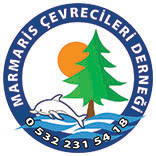 MARMARİS ÇEVRECİLERİ DERNEĞİ
0 532 231 54 18